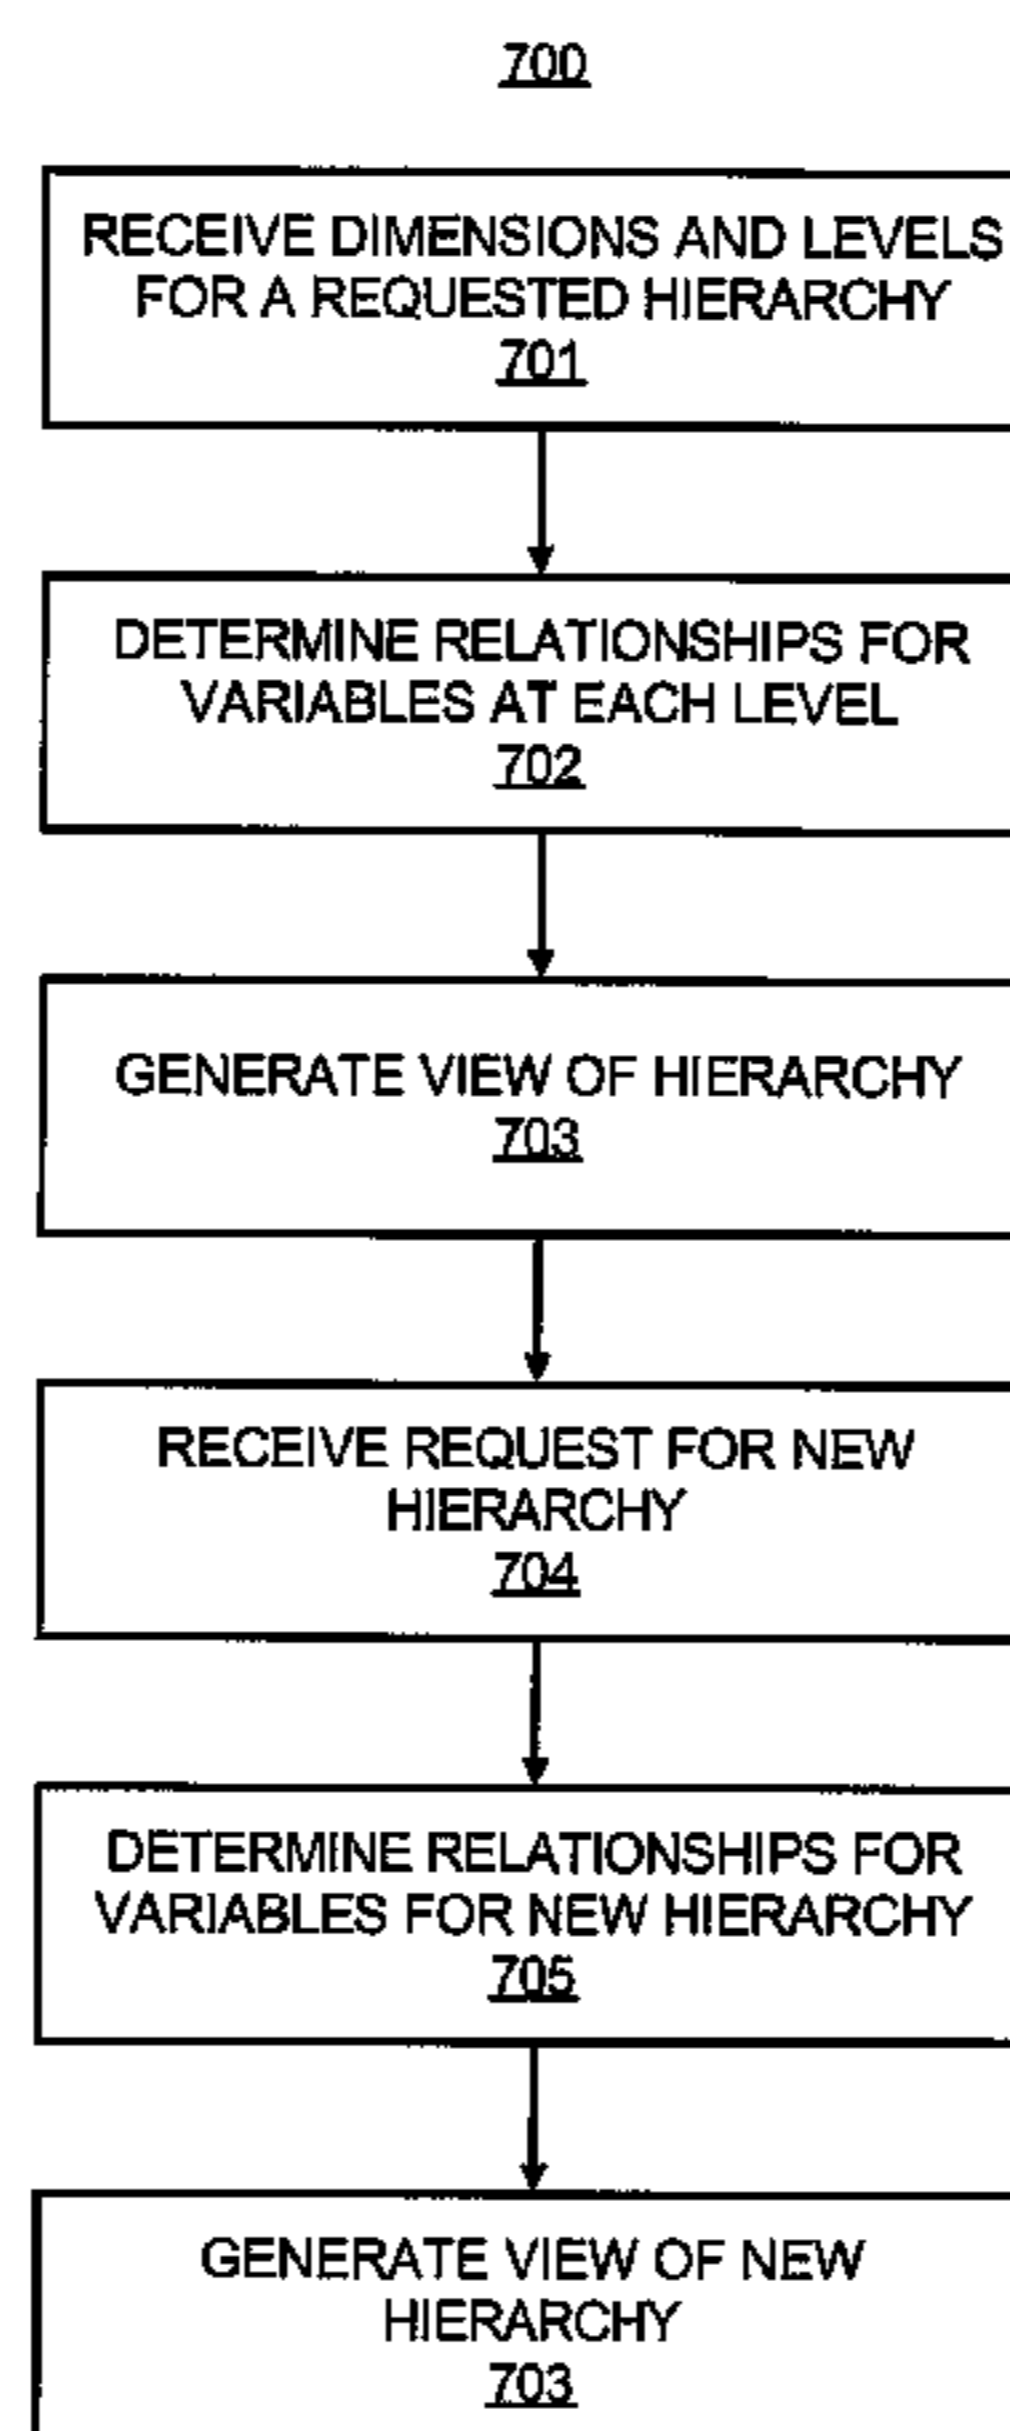 700
RECEIVE DIMENSIONS AND LEVELS
FOR A REQUESTED HIERARCHY
701
DETERMINE RELATIONSHIPS FOR
VARIABLES AT EACH LEVEL
702
GENERATE VIEW OF HIERARCHY
703
RECEIVE REQUEST FOR NEW
HIERARCHY
704
DETERMINE RELATIONSHIPS FOR
VARIABLES FOR NEW HIERARCHY
705
GENERATE VIEW OF NEW
HIERARCHY
703